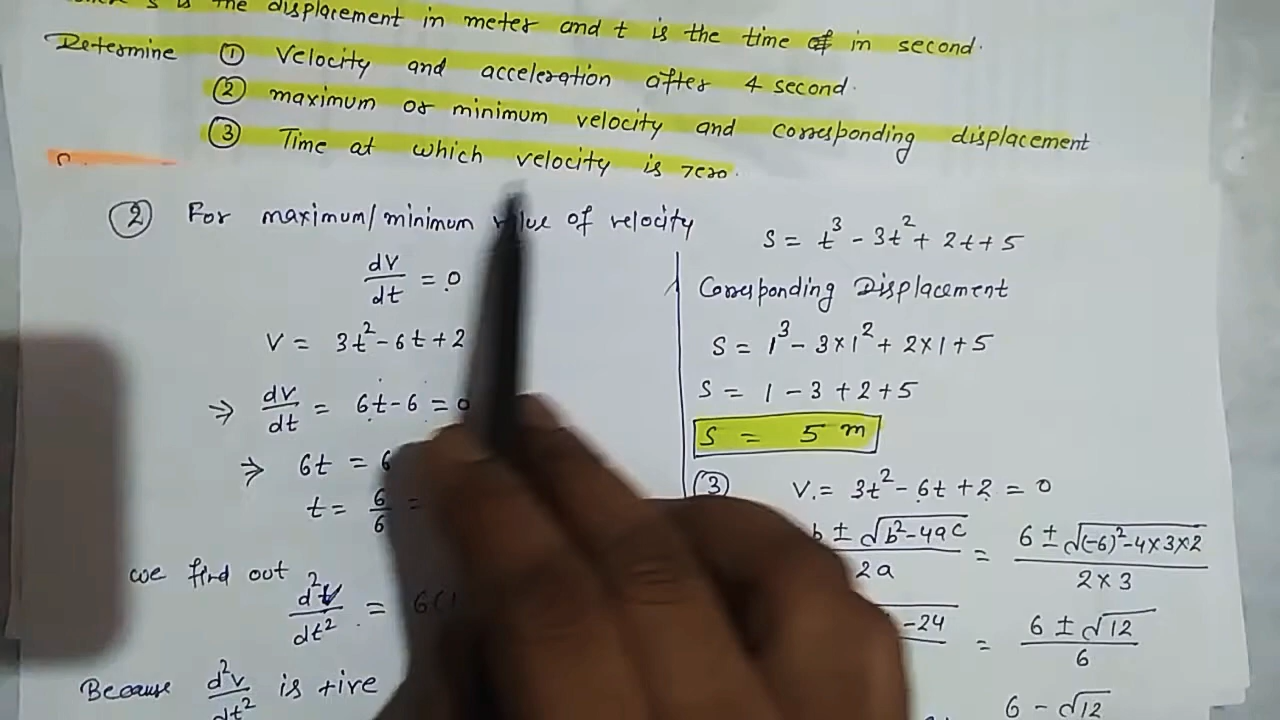 s is the displacement in meter and t is the time of in second.
Determine ① Velocity and acceleration after 4 second.
② maximum or minimum velocity and corresponding displacement
③ Time at which velocity is zero.
② For maximum/minimum value of velocity
dv/dt = 0
V = 3t² - 6t + 2
⇒ dv/dt = 6t - 6 = 0
⇒ 6t = 6
t = 6/6 =
we find out
d²v/dt² = 6(1
Because d²v/dt² is +ive
S = t³ - 3t² + 2t + 5
Corresponding Displacement
S = 1³ - 3×1² + 2×1 + 5
S = 1 - 3 + 2 + 5
S = 5 m
③ V = 3t² - 6t + 2 = 0
b ± √b²-4ac / 2a = 6 ± √(-6)²-4×3×2 / 2×3
-24 = 6 ± √12 / 6
6 - √12